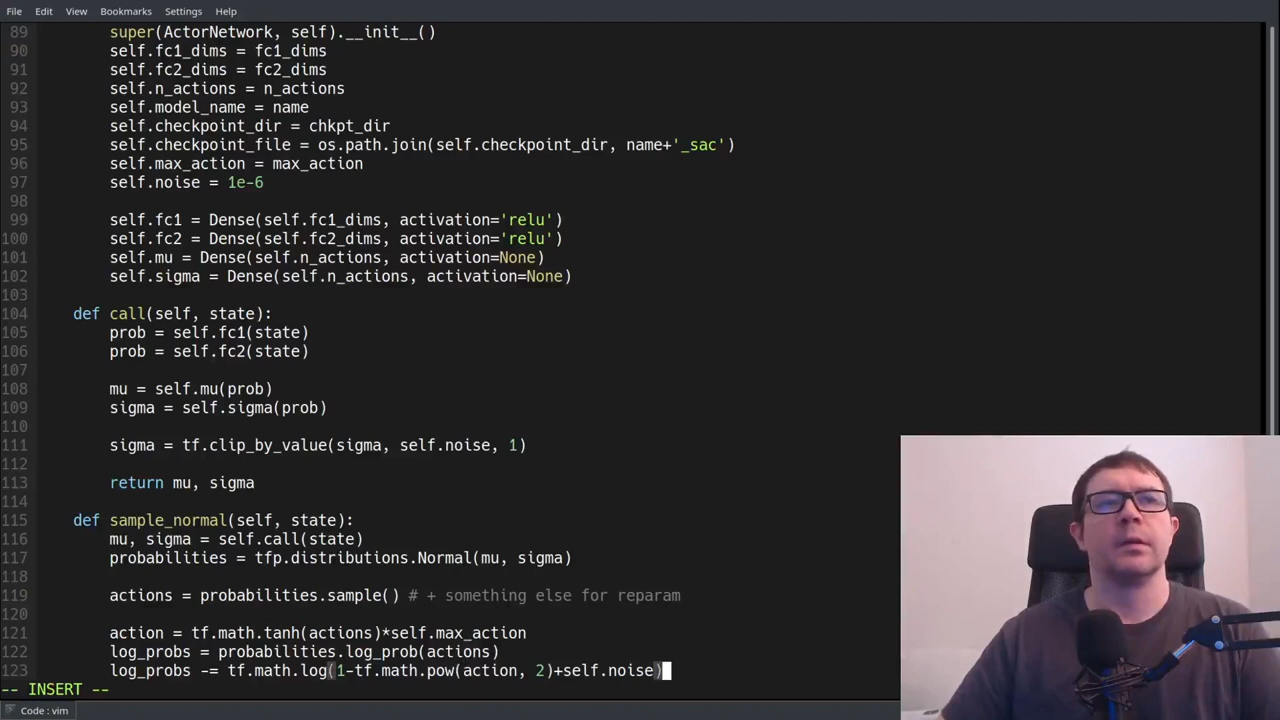 File Edit View Bookmarks Settings Help
89 super(ActorNetwork, self).__init__()
90 self.fc1_dims = fc1_dims
91 self.fc2_dims = fc2_dims
92 self.n_actions = n_actions
93 self.model_name = name
94 self.checkpoint_dir = chkpt_dir
95 self.checkpoint_file = os.path.join(self.checkpoint_dir, name+'_sac')
96 self.max_action = max_action
97 self.noise = 1e-6
98
99 self.fc1 = Dense(self.fc1_dims, activation='relu')
100 self.fc2 = Dense(self.fc2_dims, activation='relu')
101 self.mu = Dense(self.n_actions, activation=None)
102 self.sigma = Dense(self.n_actions, activation=None)
103
104 def call(self, state):
105 prob = self.fc1(state)
106 prob = self.fc2(state)
107
108 mu = self.mu(prob)
109 sigma = self.sigma(prob)
110
111 sigma = tf.clip_by_value(sigma, self.noise, 1)
112
113 return mu, sigma
114
115 def sample_normal(self, state):
116 mu, sigma = self.call(state)
117 probabilities = tfp.distributions.Normal(mu, sigma)
118
119 actions = probabilities.sample() # + something else for reparam
120
121 action = tf.math.tanh(actions)*self.max_action
122 log_probs = probabilities.log_prob(actions)
123 log_probs -= tf.math.log(1-tf.math.pow(action, 2)+self.noise)
-- INSERT --
Code : vim